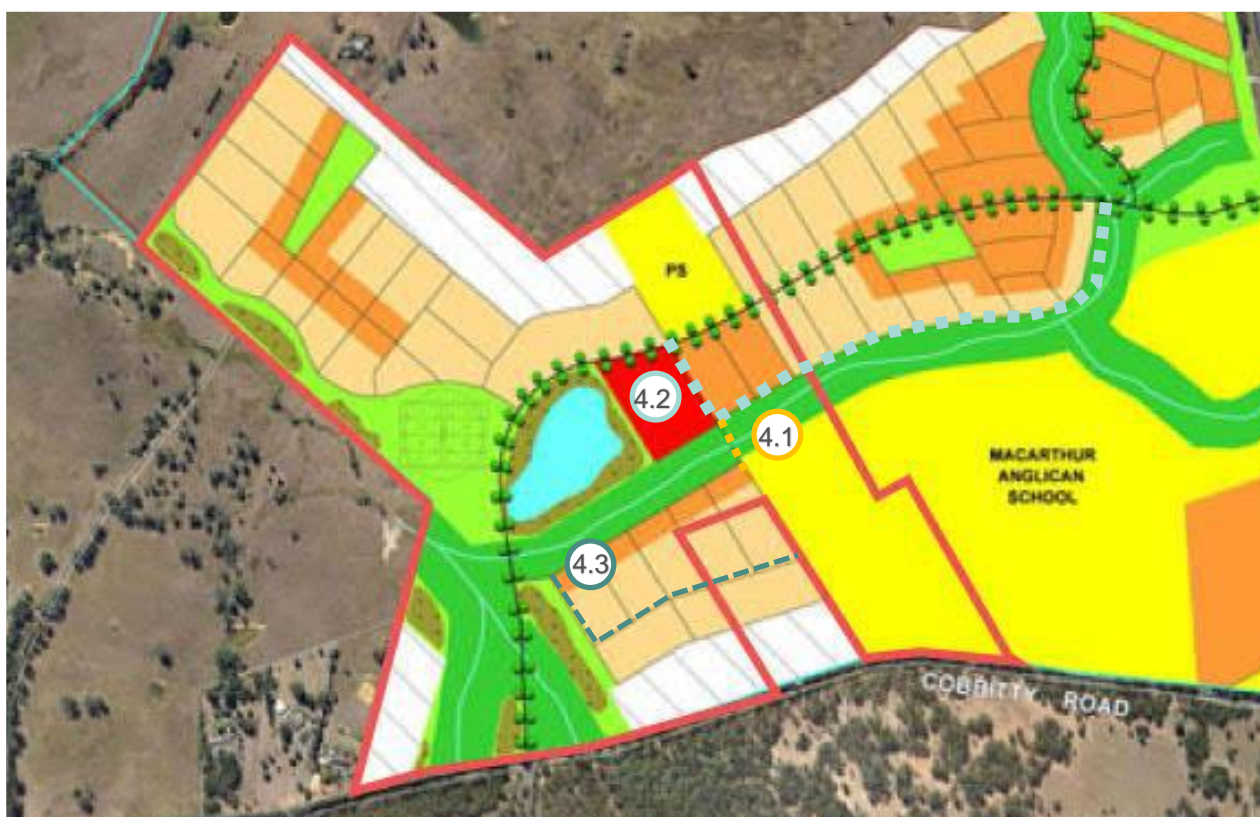 PS
4.2
4.1
MACARTHUR
ANGLICAN
SCHOOL
4.3
COBBITTY ROAD